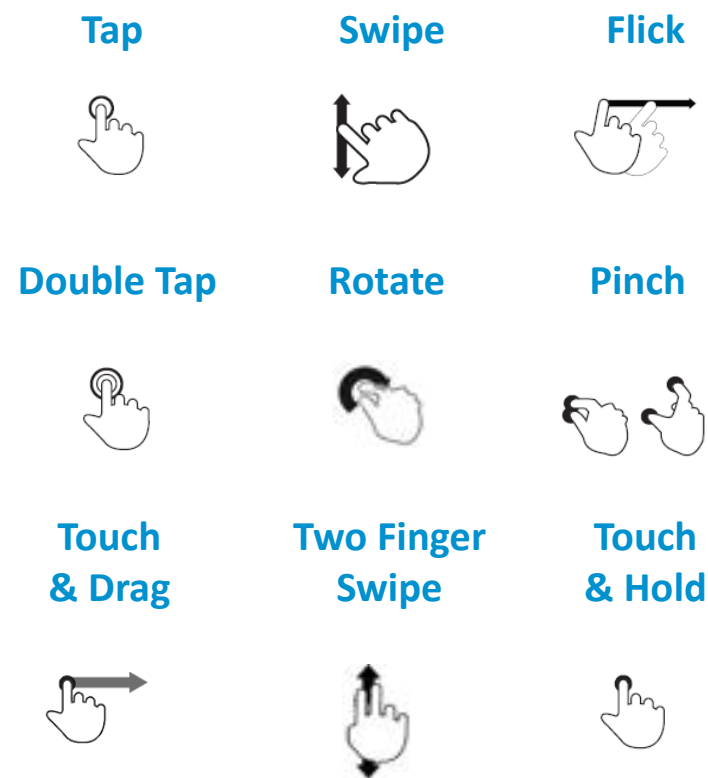 Tap
Swipe
Flick
Double Tap
Rotate
Pinch
Touch
& Drag
Two Finger
Swipe
Touch
& Hold